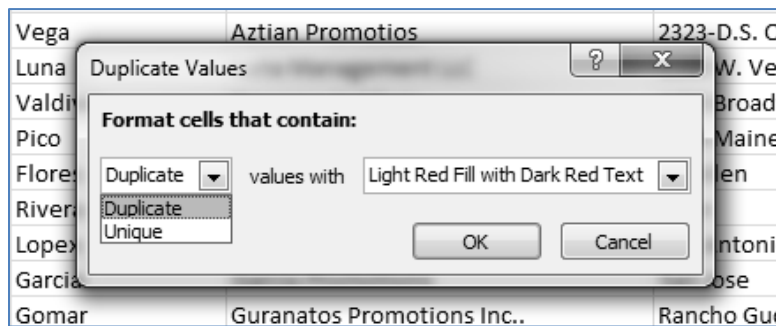 Vega Aztian Promotios 2323-D.S. C
Luna W. Ve
Duplicate Values ?
Valdiv Broad
Format cells that contain:
Pico Maine
Flores len
Duplicate values with Light Red Fill with Dark Red Text
Rivera
Duplicate
Unique
Lopex ntoni
OK Cancel
Garcia ose
Gomar Guranatos Promotions Inc.. Rancho Gu